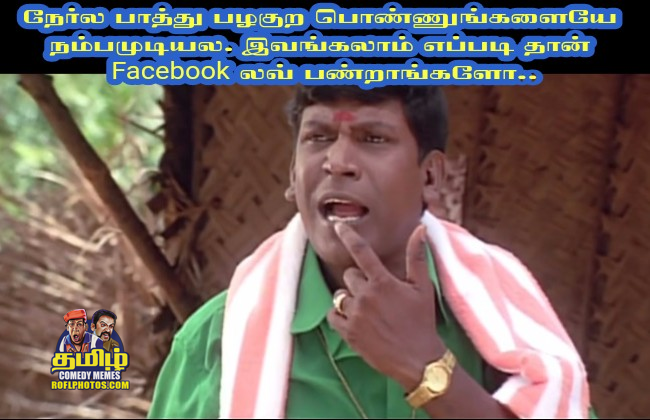 நேர்ல பாத்து பழகுற பொண்ணுங்களையே
நம்பமுடியல. இவங்கலாம் எப்படி தான்
Facebook லவ் பண்றாங்களோ..
தமிழ்
COMEDY MEMES
ROFLPHOTOS.COM